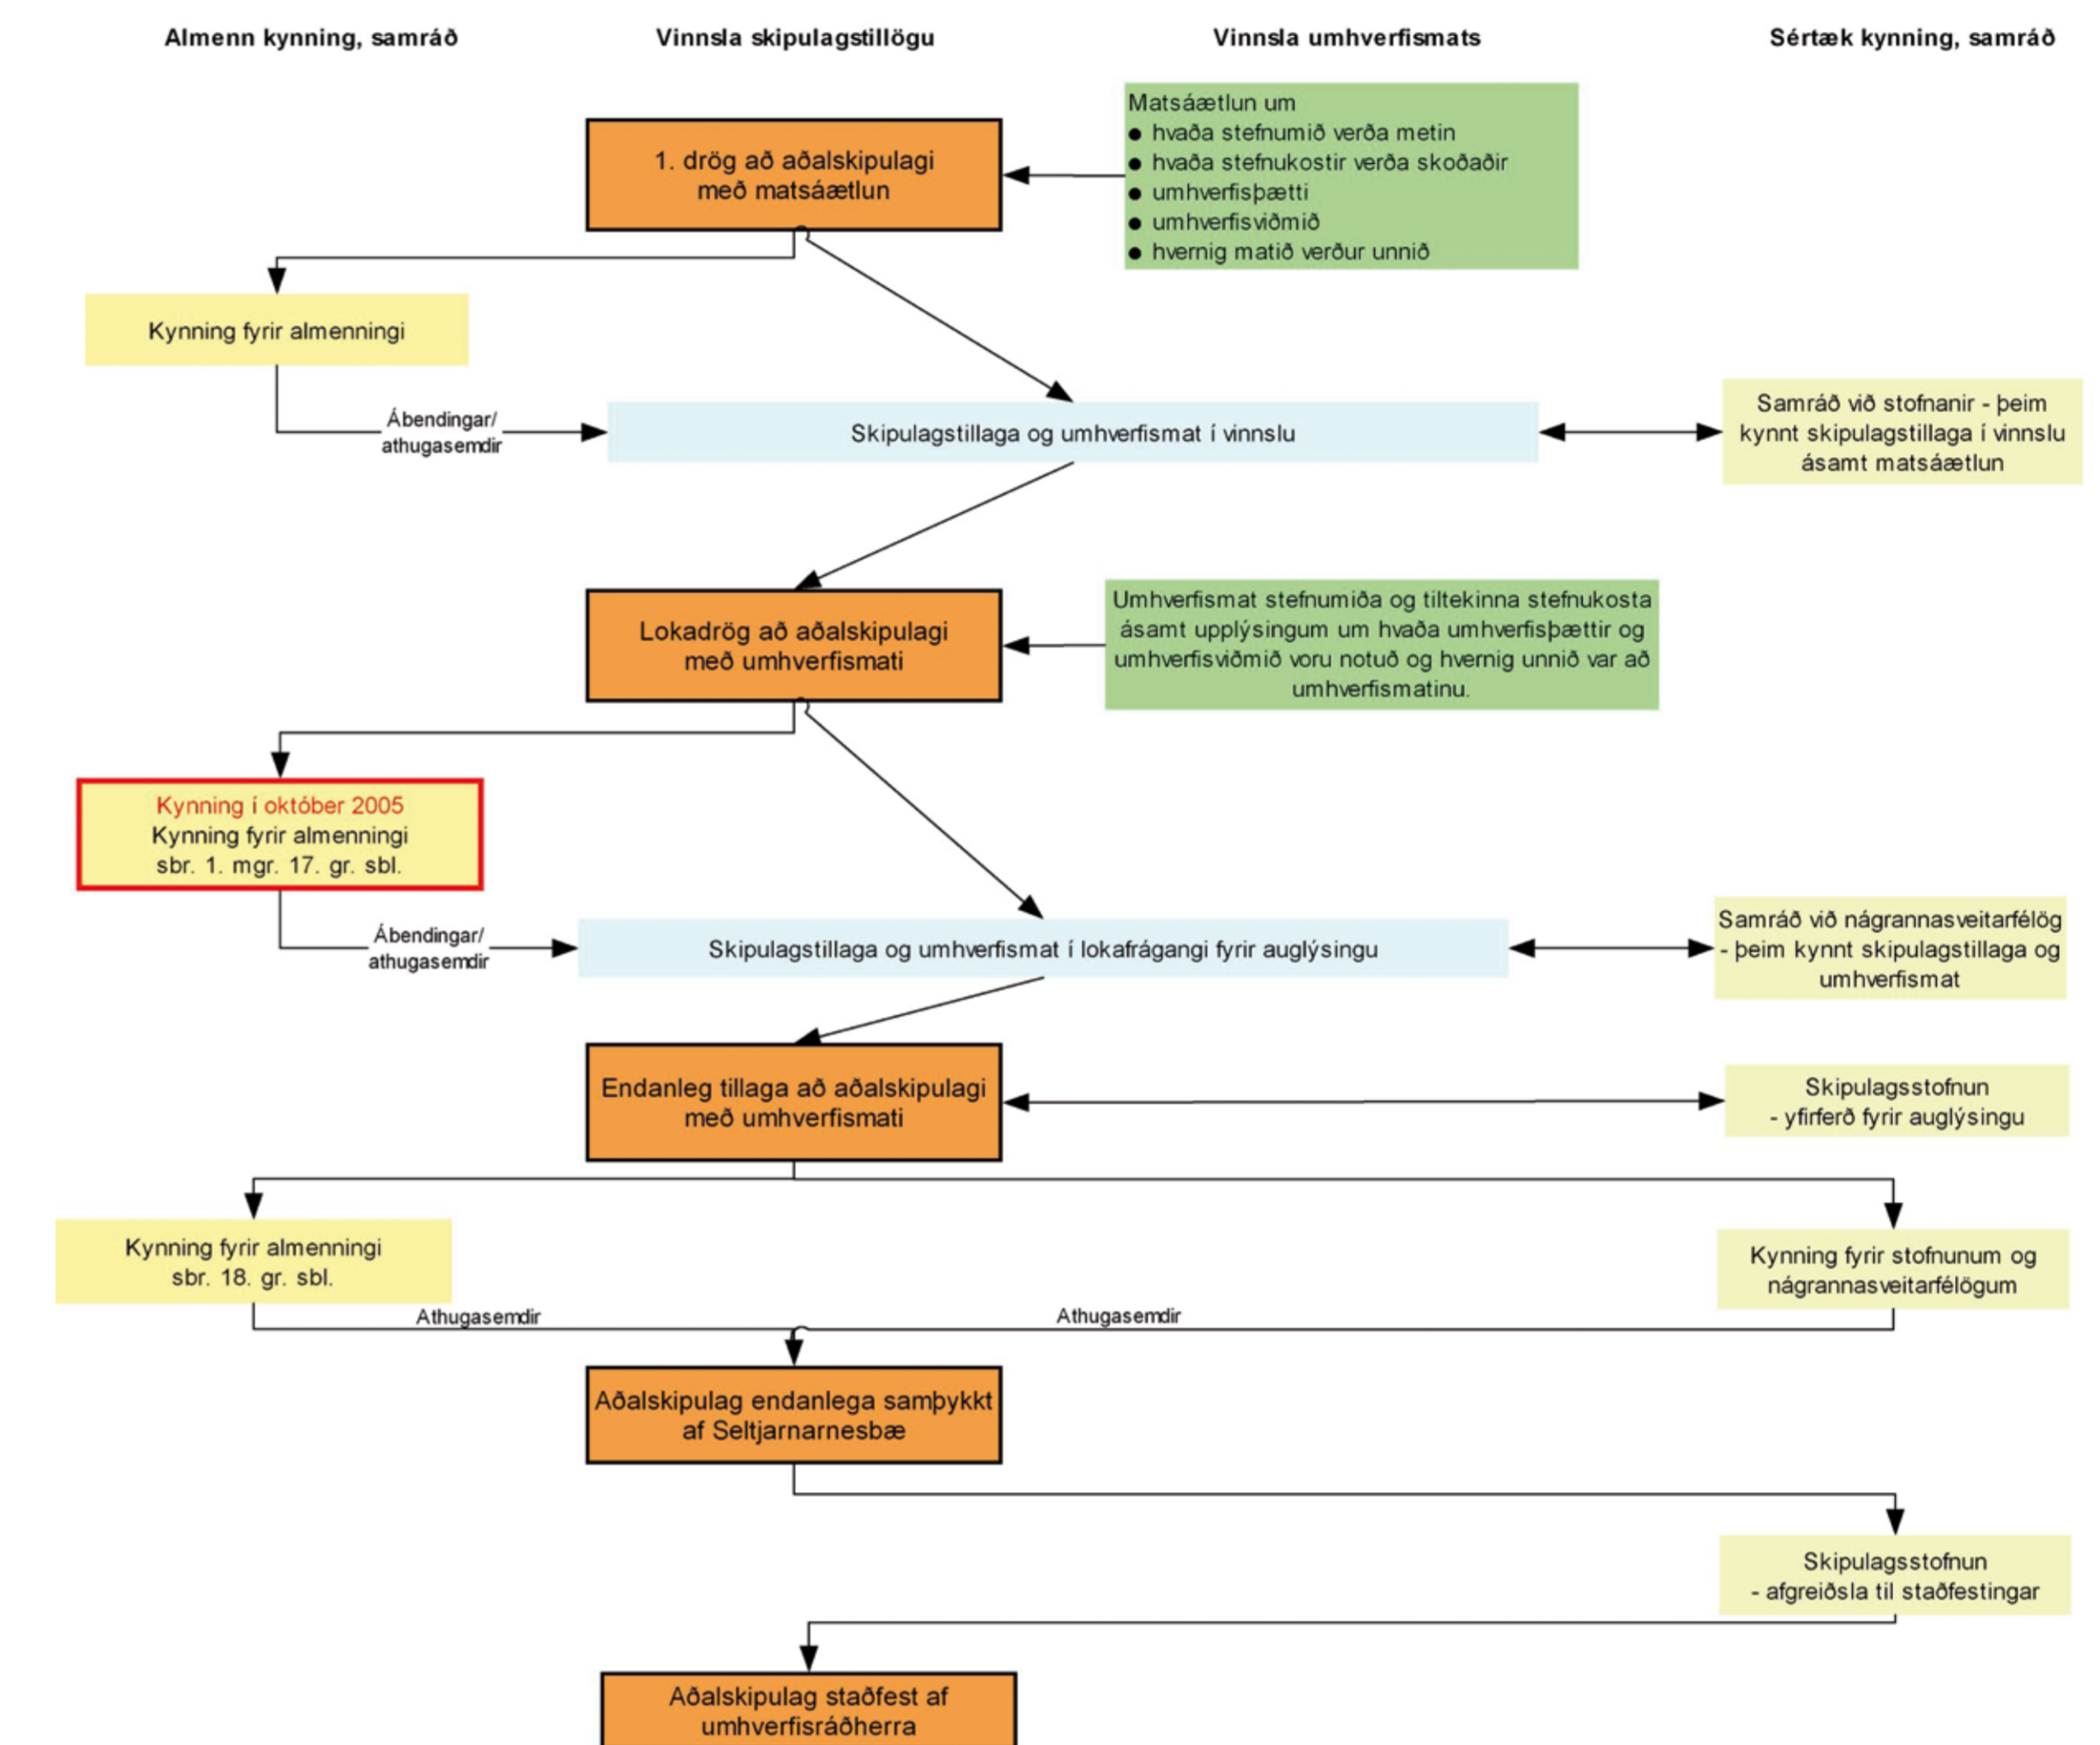 Almenn kynning, samráð
Vinnsla skipulagstillögu
Vinnsla umhverfismats
Sértæk kynning, samráð
Matsáætlun um
● hvaða stefnumið verða metin
● hvaða stefnukostir verða skoðaðir
● umhverfisþætti
● umhverfisviðmið
● hvernig matið verður unnið
1. drög að aðalskipulagi
með matsáætlun
Kynning fyrir almenningi
Ábendingar/
athugasemdir
Skipulagstillaga og umhverfismat í vinnslu
Samráð við stofnanir - þeim
kynnt skipulagstillaga í vinnslu
ásamt matsáætlun
Lokadrög að aðalskipulagi
með umhverfismati
Umhverfismat stefnumiða og tiltekinna stefnukosta
ásamt upplýsingum um hvaða umhverfisþættir og
umhverfisviðmið voru notuð og hvernig unnið var að
umhverfismatinu.
Kynning í október 2005
Kynning fyrir almenningi
sbr. 1. mgr. 17. gr. sbl.
Ábendingar/
athugasemdir
Skipulagstillaga og umhverfismat í lokafrágangi fyrir auglýsingu
Samráð við nágrannasveitarfélög
- þeim kynnt skipulagstillaga og
umhverfismat
Endanleg tillaga að aðalskipulagi
með umhverfismati
Skipulagsstofnun
- yfirferð fyrir auglýsingu
Kynning fyrir almenningi
sbr. 18. gr. sbl.
Kynning fyrir stofnunum og
nágrannasveitarfélögum
Athugasemdir
Athugasemdir
Aðalskipulag endanlega samþykkt
af Seltjarnarnesbæ
Skipulagsstofnun
- afgreiðsla til staðfestingar
Aðalskipulag staðfest af
umhverfisráðherra